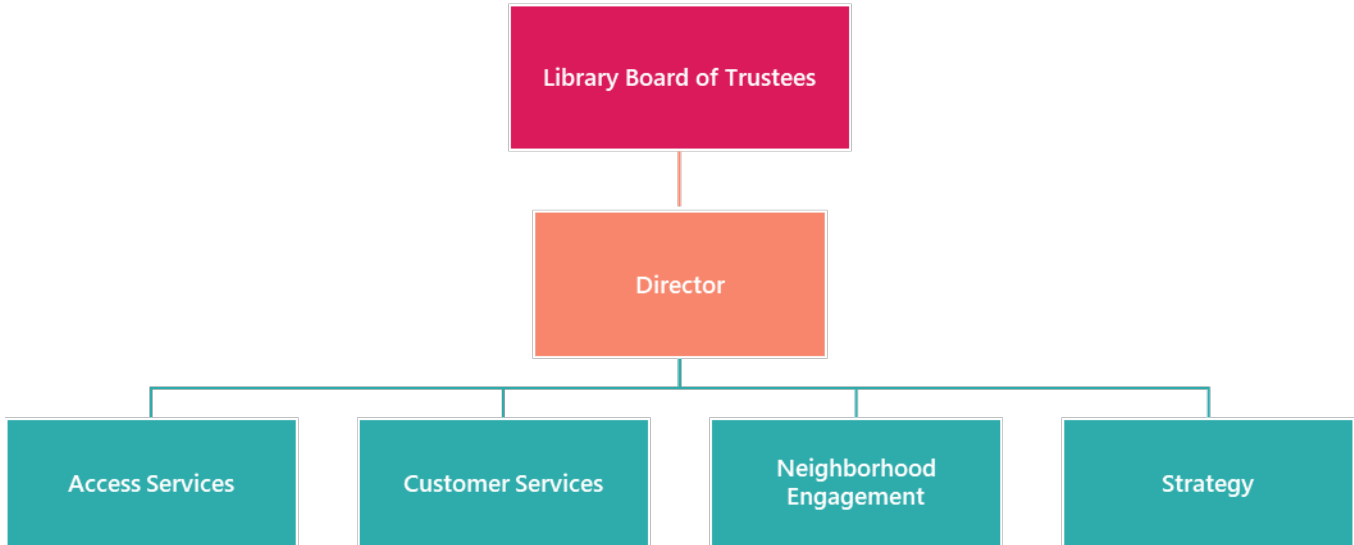 Library Board of Trustees
Director
Access Services
Customer Services
Neighborhood
Engagement
Strategy